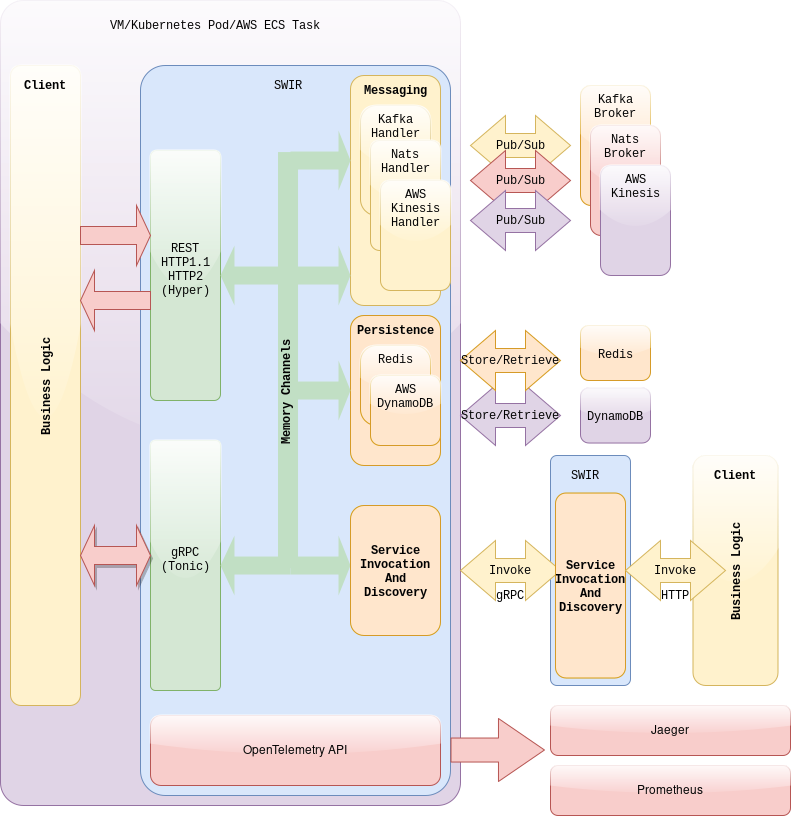 VM/Kubernetes Pod/AWS ECS Task
Client
Business Logic
SWIR
REST
HTTP1.1
HTTP2
(Hyper)
gRPC
(Tonic)
Memory Channels
Messaging
Kafka
Handler
Nats
Handler
AWS
Kinesis
Handler
Persistence
Redis
AWS
DynamoDB
Service
Invocation
And
Discovery
OpenTelemetry API
Pub/Sub
Pub/Sub
Pub/Sub
Kafka
Broker
Nats
Broker
AWS
Kinesis
Store/Retrieve
Redis
Store/Retrieve
DynamoDB
Invoke
gRPC
SWIR
Service
Invocation
And
Discovery
Invoke
HTTP
Client
Business Logic
Jaeger
Prometheus